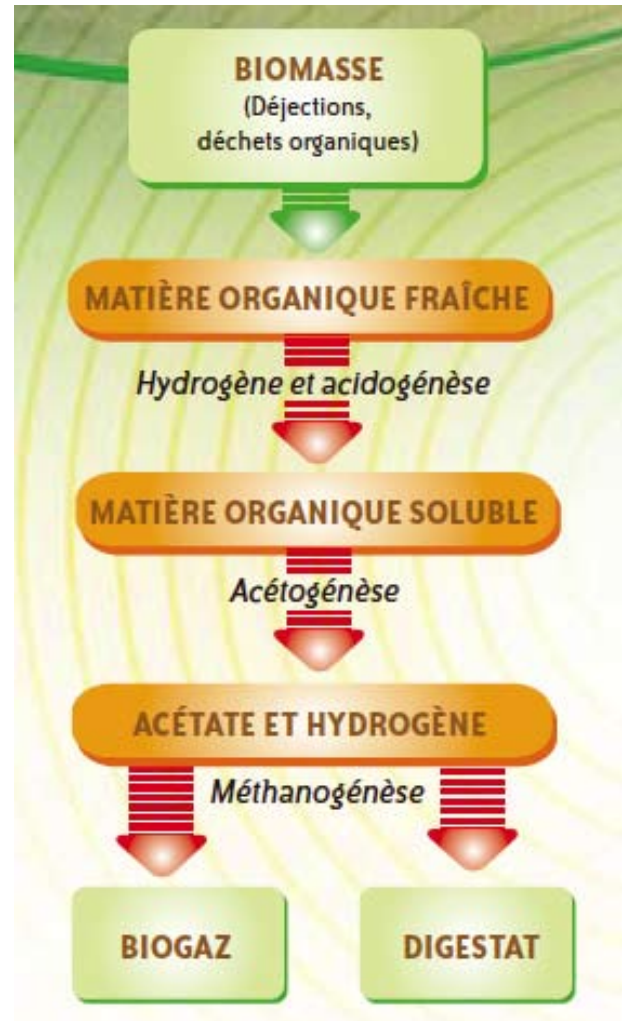 BIOMASSE
(Déjections,
déchets organiques)
MATIÈRE ORGANIQUE FRAÎCHE
Hydrogène et acidogénèse
MATIÈRE ORGANIQUE SOLUBLE
Acétogénèse
ACÉTATE ET HYDROGÈNE
Méthanogénèse
BIOGAZ
DIGESTAT